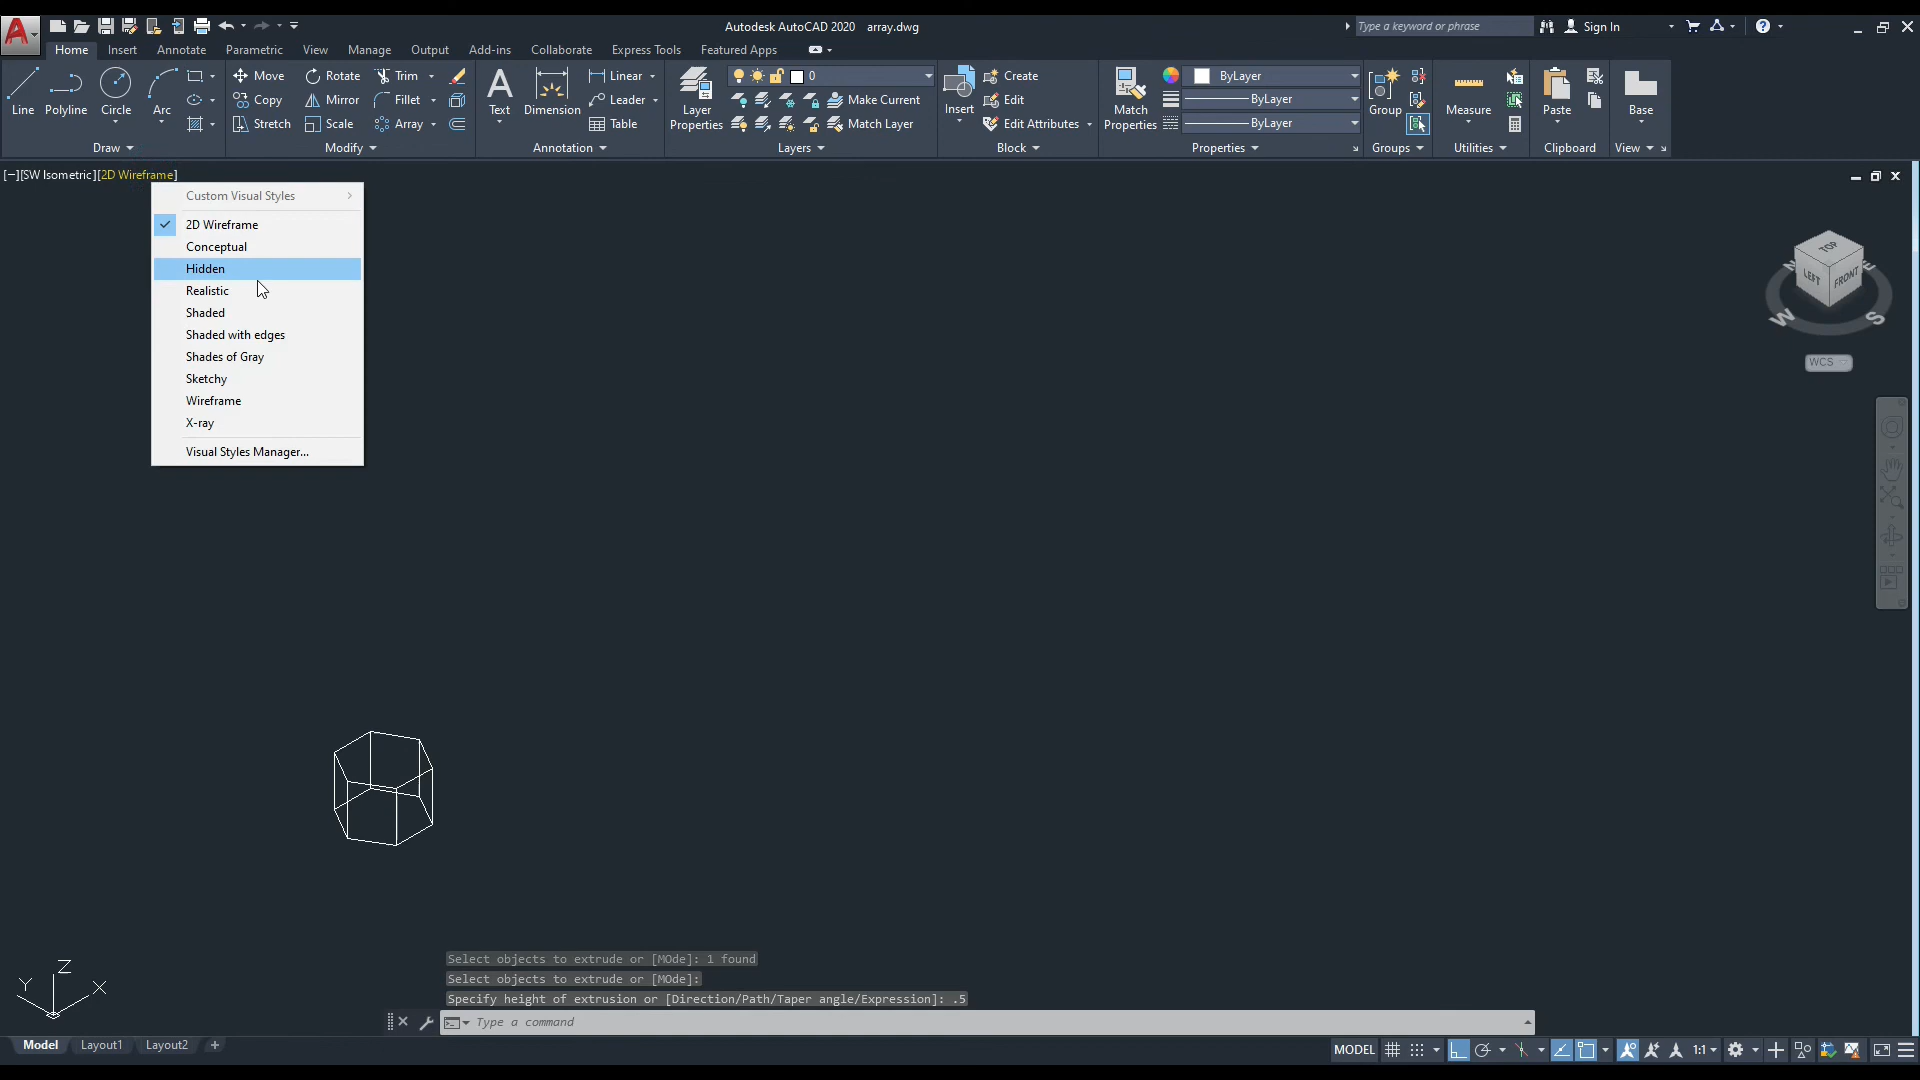 Autodesk AutoCAD 2020 array.dwg
Type a keyword or phrase
Sign In
Home Insert Annotate Parametric View Manage Output Add-ins Collaborate Express Tools Featured Apps
Line Polyline Circle Arc
Move Rotate Trim
Copy Mirror Fillet
Stretch Scale Array
Text Dimension
Linear
Leader
Table
Layer Properties
0
Make Current
Match Layer
Insert
Create
Edit
Edit Attributes
Match Properties
ByLayer
ByLayer
ByLayer
Group
Measure
Paste
Base
Draw Modify Annotation Layers Block Properties Groups Utilities Clipboard View
[−][SW Isometric][2D Wireframe]
Custom Visual Styles
2D Wireframe
Conceptual
Hidden
Realistic
Shaded
Shaded with edges
Shades of Gray
Sketchy
Wireframe
X-ray
Visual Styles Manager...
TOP
LEFT FRONT
N E
W S
WCS
Z
Y X
Select objects to extrude or [MOde]: 1 found
Select objects to extrude or [MOde]:
Specify height of extrusion or [Direction/Path/Taper angle/Expression]: .5
Type a command
Model Layout1 Layout2 +
MODEL 1:1